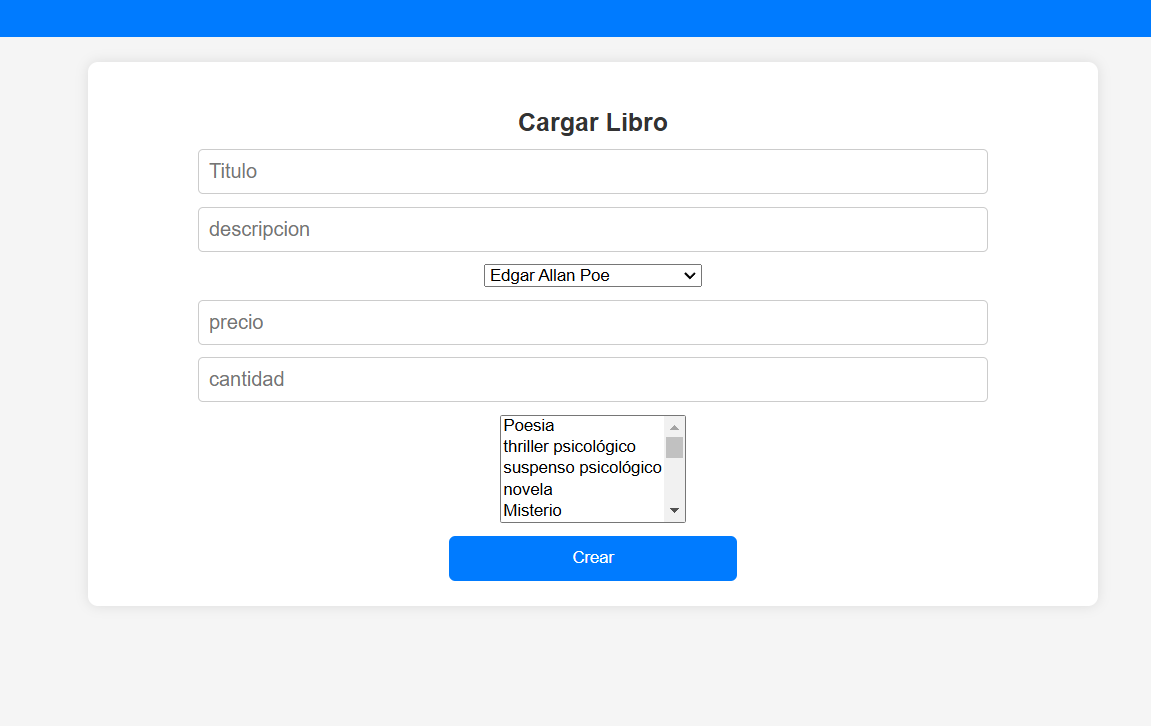 Cargar Libro
Titulo
descripcion
Edgar Allan Poe
precio
cantidad
Poesia
thriller psicológico
suspenso psicológico
novela
Misterio
Crear